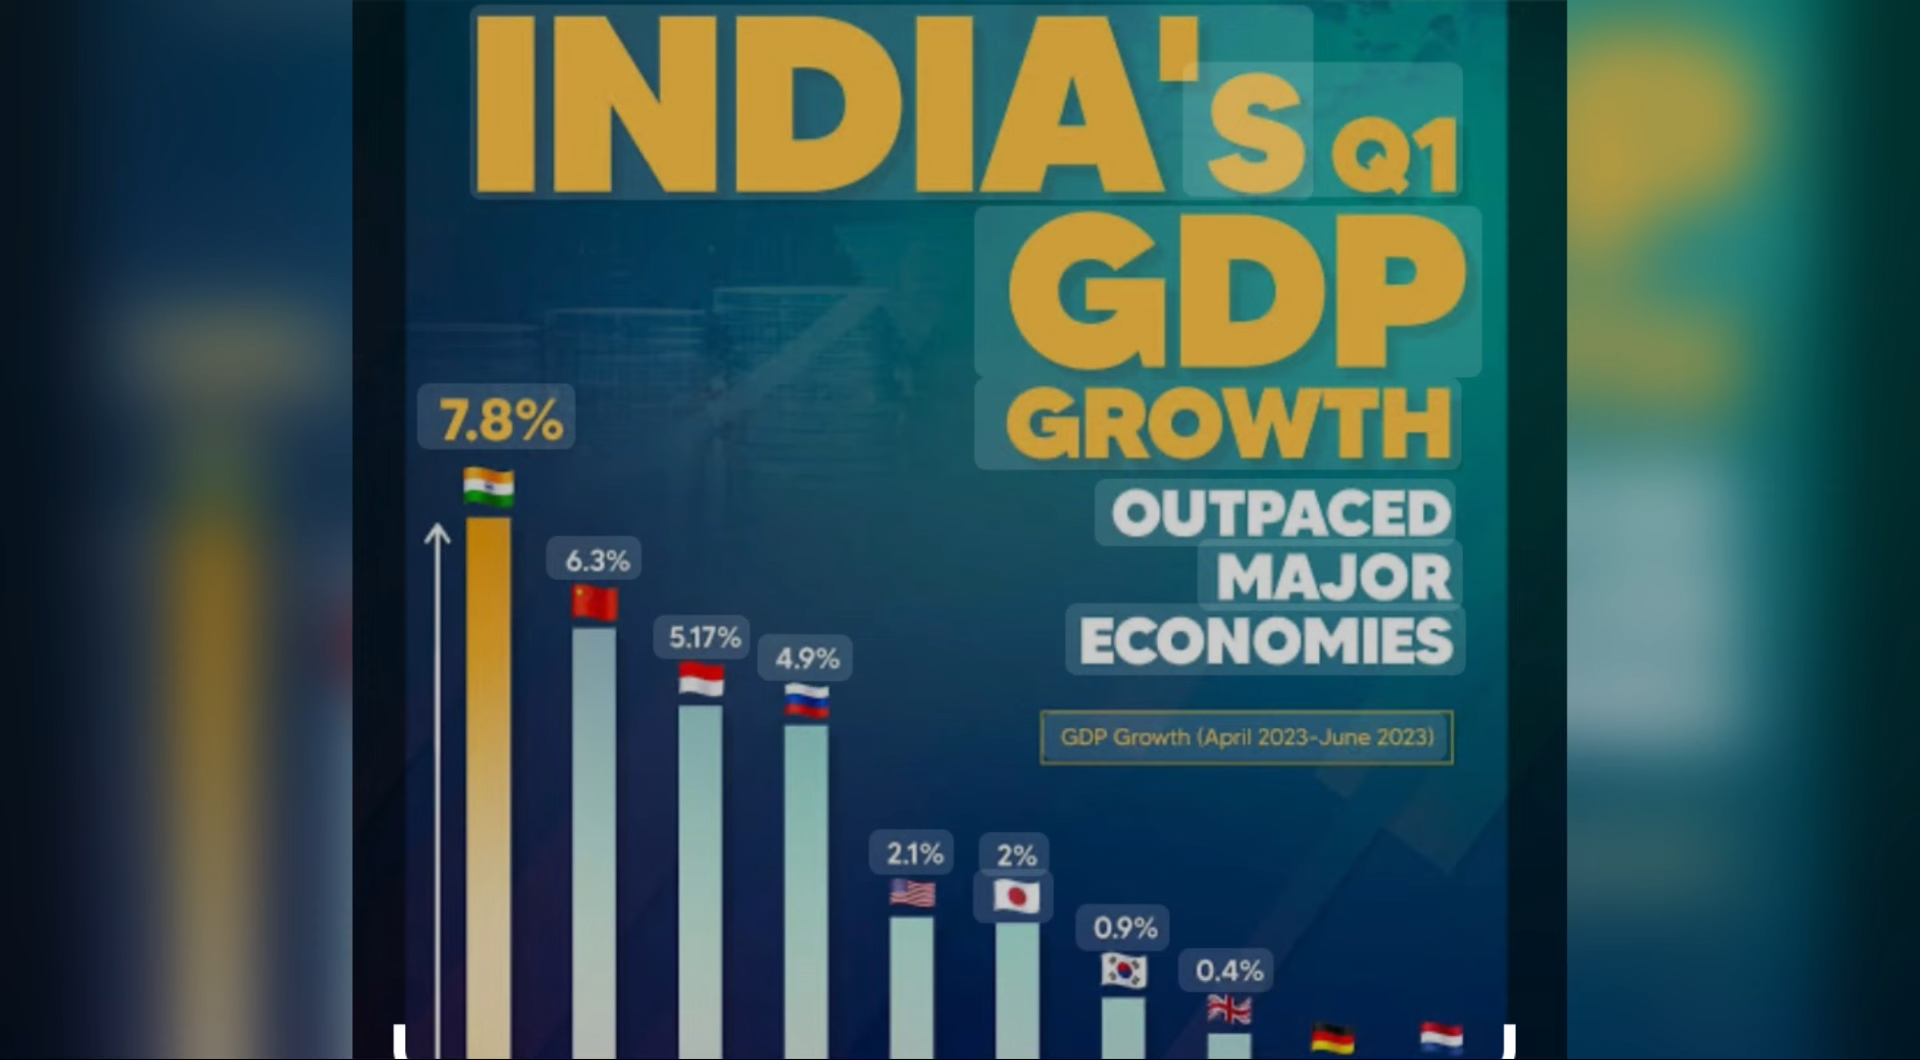 INDIA's Q1
GDP
GROWTH
OUTPACED
MAJOR
ECONOMIES
GDP Growth (April 2023-June 2023)
7.8%
6.3%
5.17%
4.9%
2.1%
2%
0.9%
0.4%